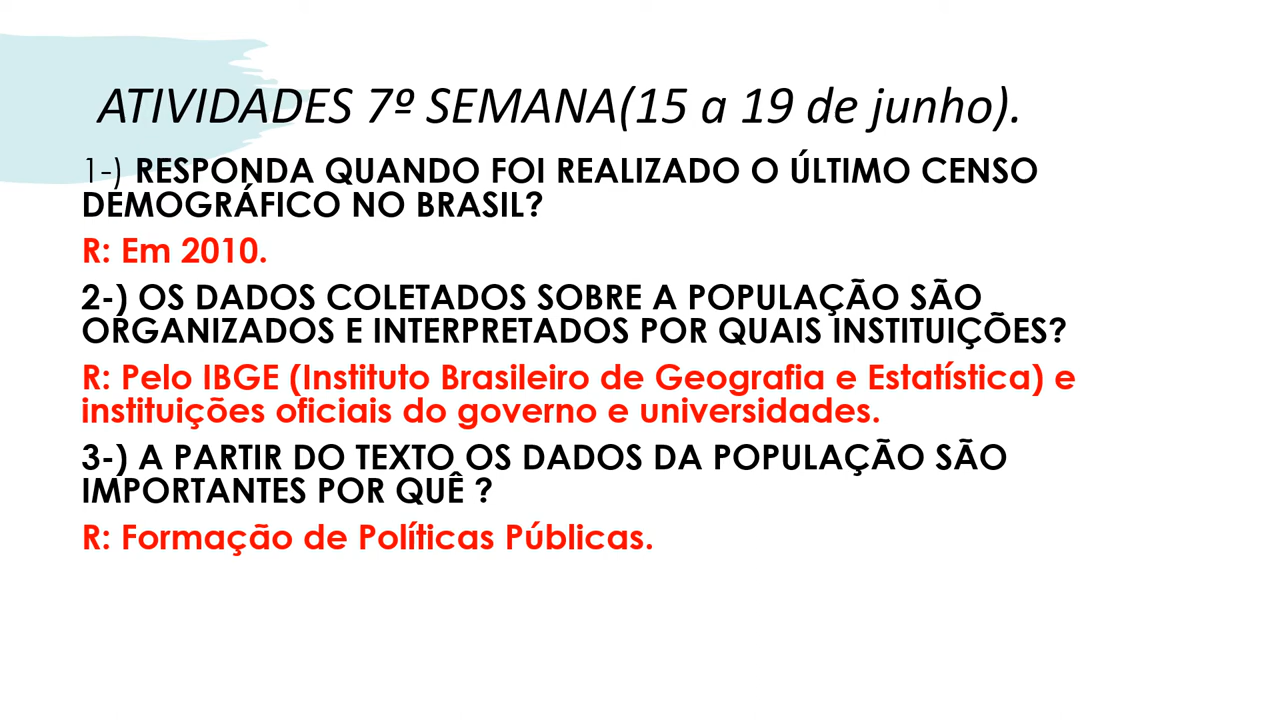 ATIVIDADES 7º SEMANA(15 a 19 de junho).
1-) RESPONDA QUANDO FOI REALIZADO O ÚLTIMO CENSO
DEMOGRÁFICO NO BRASIL?
R: Em 2010.
2-) OS DADOS COLETADOS SOBRE A POPULAÇÃO SÃO
ORGANIZADOS E INTERPRETADOS POR QUAIS INSTITUIÇÕES?
R: Pelo IBGE (Instituto Brasileiro de Geografia e Estatística) e
instituições oficiais do governo e universidades.
3-) A PARTIR DO TEXTO OS DADOS DA POPULAÇÃO SÃO
IMPORTANTES POR QUÊ ?
R: Formação de Políticas Públicas.